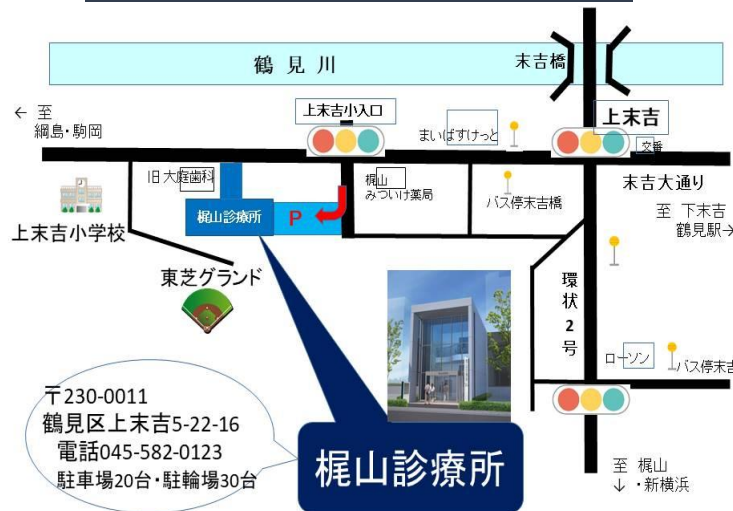 鶴見川
末吉橋
← 至
綱島・駒岡
上末吉小入口
上末吉
まいばすけっと
交番
旧大庭歯科
梶山
みついけ薬局
バス停末吉橋
末吉大通り
至 下末吉
鶴見駅→
上末吉小学校
梶山診療所
P
東芝グランド
環状2号
ローソン
バス停末吉
〒230-0011
鶴見区上末吉5-22-16
電話045-582-0123
駐車場20台・駐輪場30台
梶山診療所
至 梶山
↓ ・新横浜